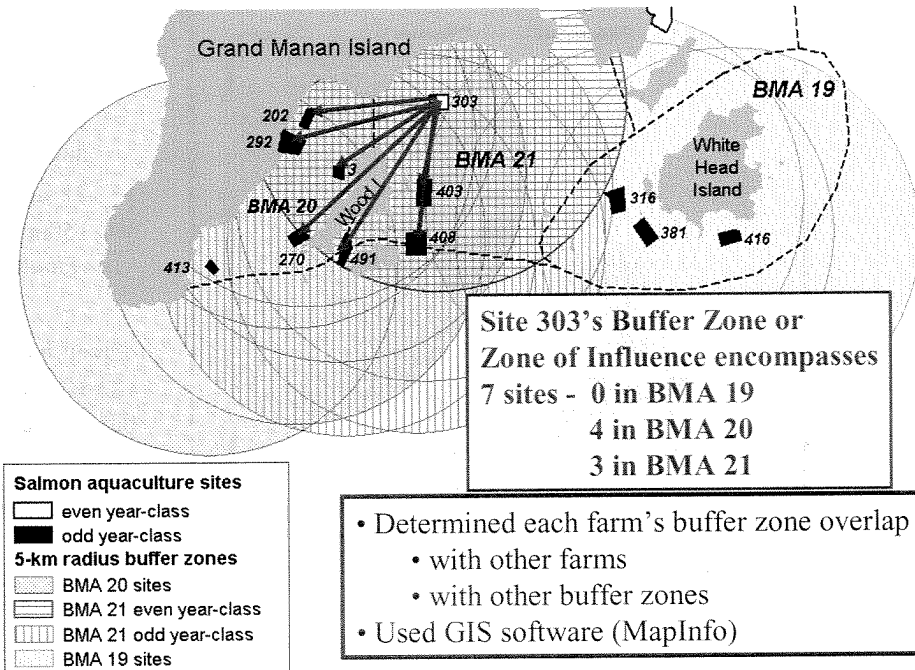 Grand Manan Island
BMA 19
303
202
292
3
BMA 21
White
Head
Island
BMA 20
Wood I.
403
316
408
381
416
413
270
491
Site 303's Buffer Zone or
Zone of Influence encompasses
7 sites - 0 in BMA 19
4 in BMA 20
3 in BMA 21
Salmon aquaculture sites
even year-class
odd year-class
5-km radius buffer zones
BMA 20 sites
BMA 21 even year-class
BMA 21 odd year-class
BMA 19 sites
• Determined each farm's buffer zone overlap
• with other farms
• with other buffer zones
• Used GIS software (MapInfo)